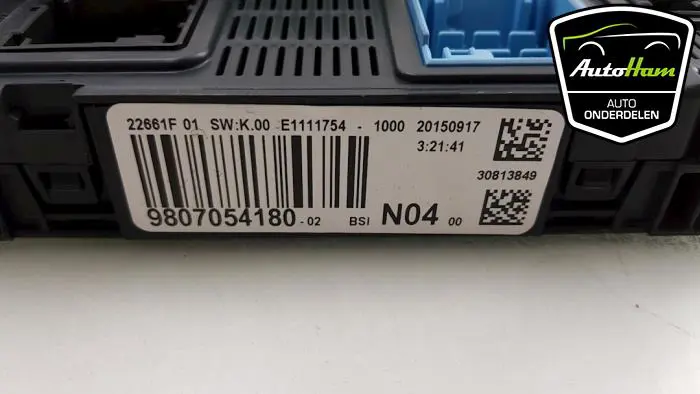 22661F 01 SW:K.00 E1111754 - 1000 20150917
3:21:41
30813849
9807054180-02 BSI N04 00
AutoHam
AUTO
ONDERDELEN